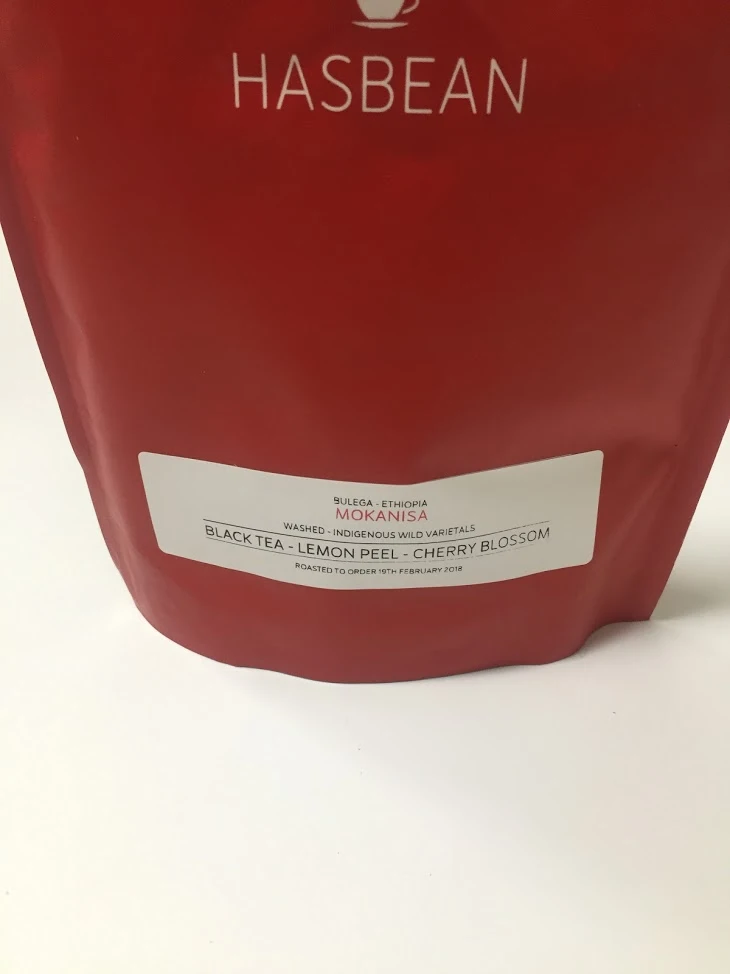 HASBEAN
BULEGA - ETHIOPIA
MOKANISA
WASHED - INDIGENOUS WILD VARIETALS
BLACK TEA - LEMON PEEL - CHERRY BLOSSOM
ROASTED TO ORDER 19TH FEBRUARY 2018